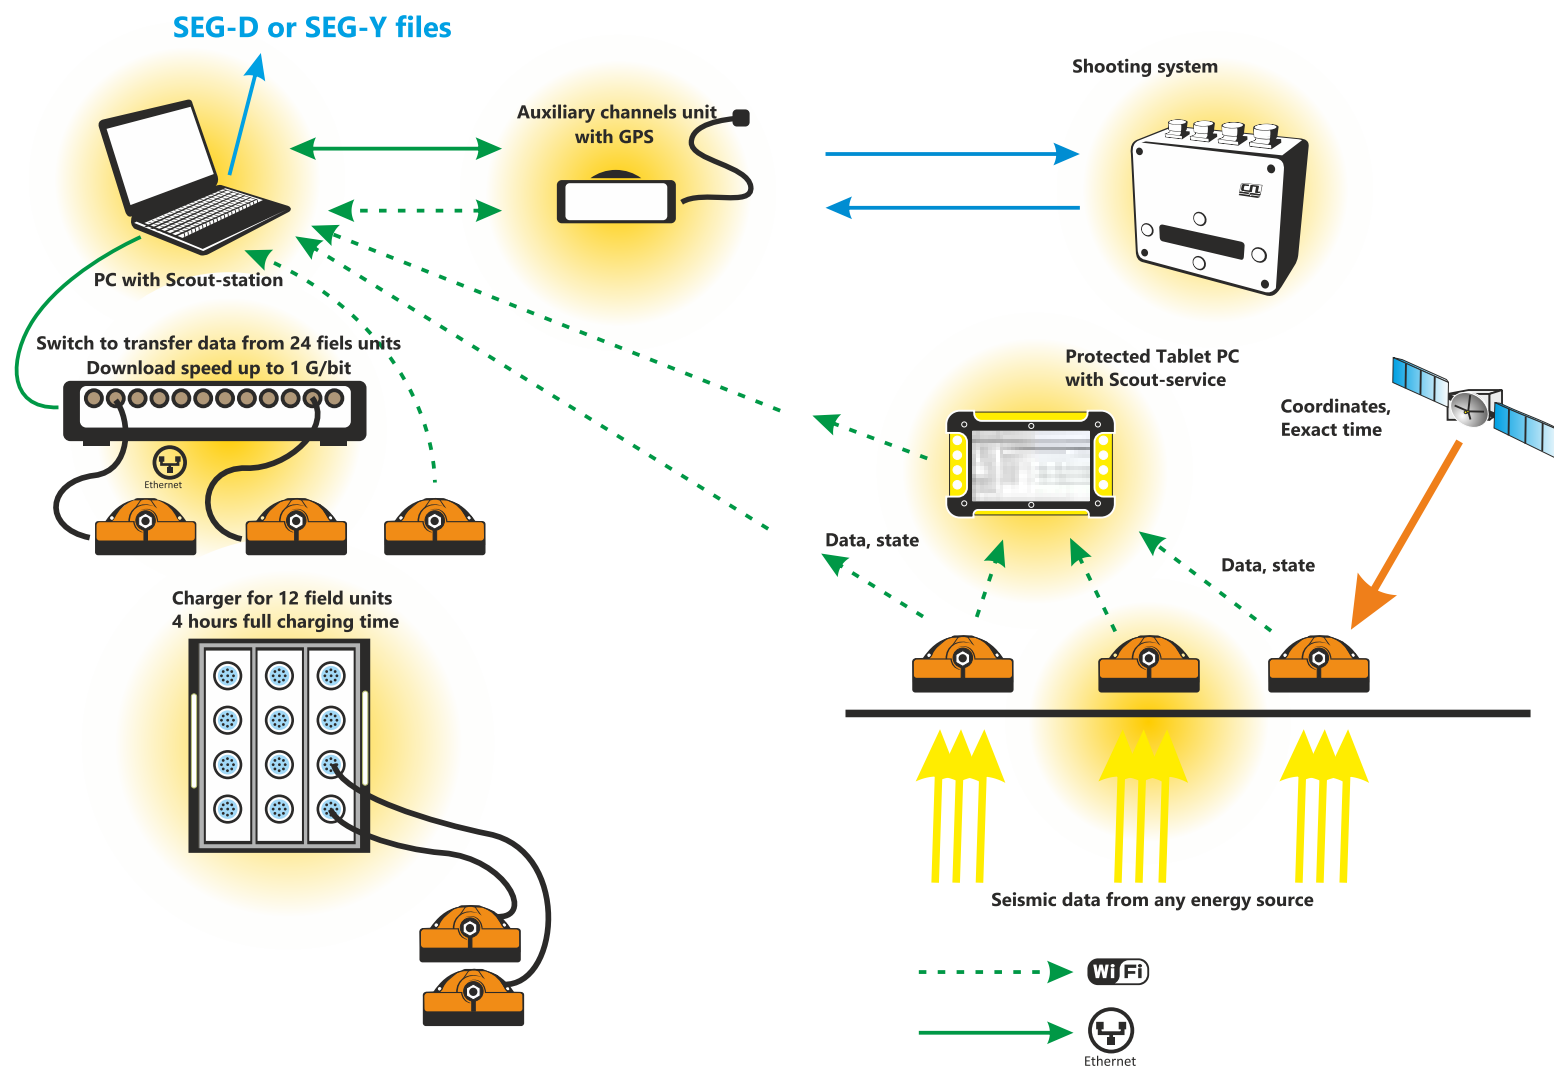 SEG-D or SEG-Y files
Shooting system
Auxiliary channels unit
with GPS
PC with Scout-station
Switch to transfer data from 24 fiels units
Download speed up to 1 G/bit
Ethernet
Protected Tablet PC
with Scout-service
Coordinates,
Eexact time
Data, state
Data, state
Charger for 12 field units
4 hours full charging time
Seismic data from any energy source
WiFi
Ethernet